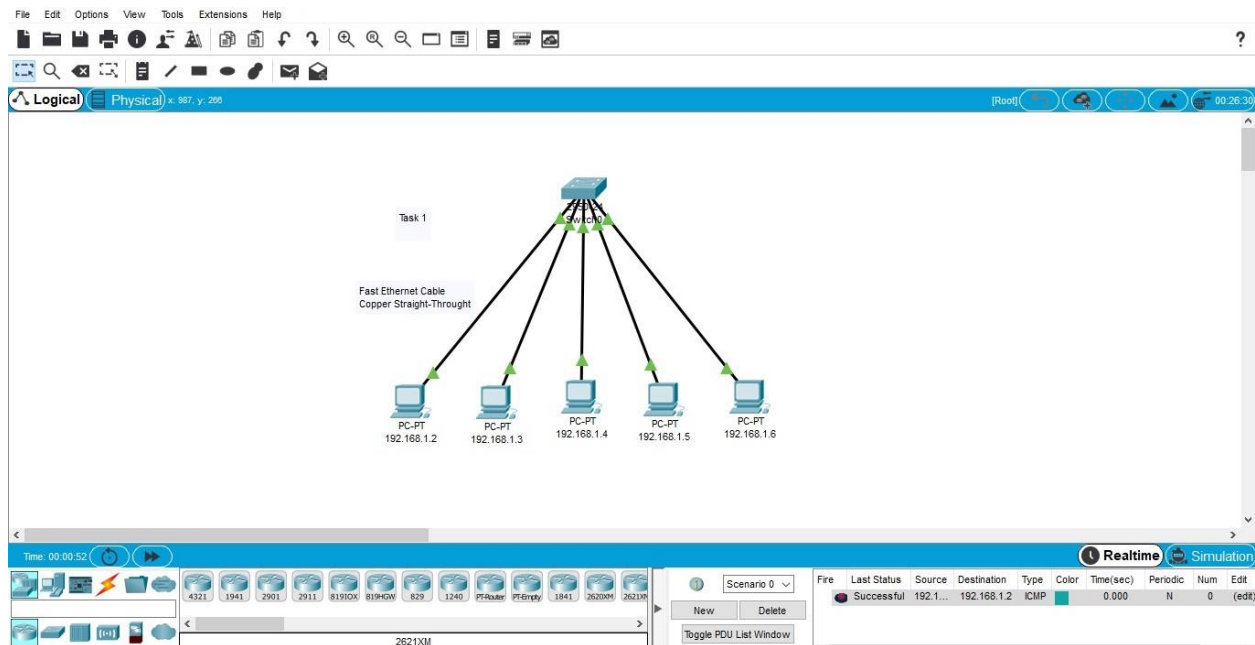 File Edit Options View Tools Extensions Help
?
Logical Physical x: 987, y: 266 [Root] 00:26:30
Task 1
Switch0
Fast Ethernet Cable
Copper Straight-Throught
PC-PT
192.168.1.2
PC-PT
192.168.1.3
PC-PT
192.168.1.4
PC-PT
192.168.1.5
PC-PT
192.168.1.6
Time: 00:00:52 Realtime Simulation
4321 1941 2901 2911 819IOX 819HGW 829 1240 PT-Router PT-Empty 1841 2620XM 2621XM
2621XM
Scenario 0
New Delete
Toggle PDU List Window
Fire Last Status Source Destination Type Color Time(sec) Periodic Num Edit
Successful 192.1... 192.168.1.2 ICMP 0.000 N 0 (edit)